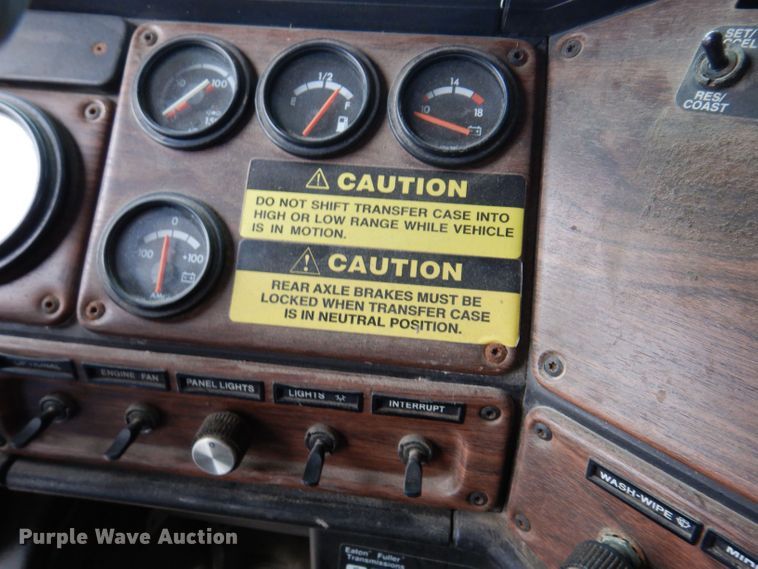 50 100
1/2
E F
14
10 18
SET/
RES/
COAST
CAUTION
DO NOT SHIFT TRANSFER CASE INTO
HIGH OR LOW RANGE WHILE VEHICLE
IS IN MOTION.
0
100 +100
CAUTION
REAR AXLE BRAKES MUST BE
LOCKED WHEN TRANSFER CASE
IS IN NEUTRAL POSITION.
ENGINE FAN
PANEL LIGHTS
LIGHTS
INTERRUPT
WASH-WIPE
Purple Wave Auction
Eaton Fuller
Transmissions